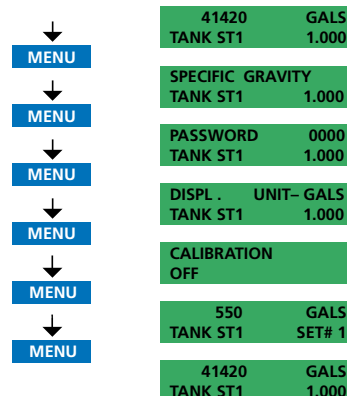 41420 GALS
TANK ST1 1.000
MENU
SPECIFIC GRAVITY
TANK ST1 1.000
MENU
PASSWORD 0000
TANK ST1 1.000
MENU
DISPL . UNIT– GALS
TANK ST1 1.000
MENU
CALIBRATION
OFF
MENU
550 GALS
TANK ST1 SET# 1
MENU
41420 GALS
TANK ST1 1.000